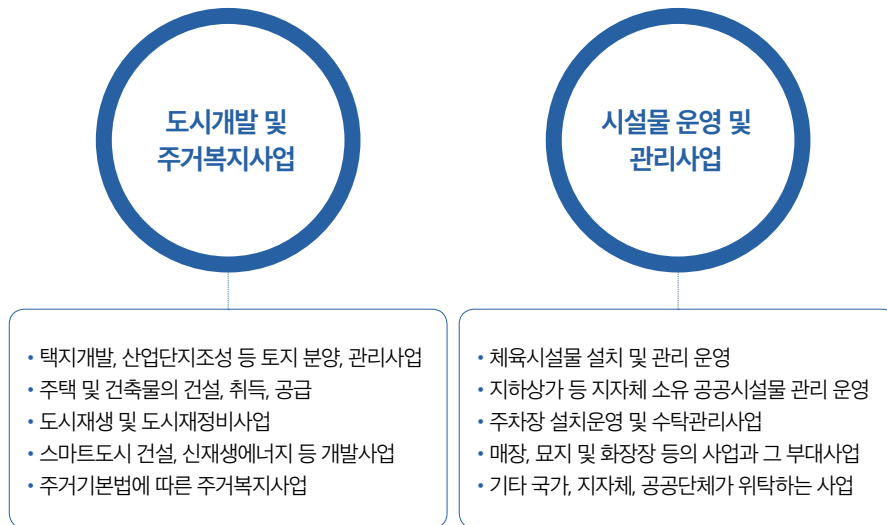 도시개발 및
주거복지사업
• 택지개발, 산업단지조성 등 토지 분양, 관리사업
• 주택 및 건축물의 건설, 취득, 공급
• 도시재생 및 도시재정비사업
• 스마트도시 건설, 신재생에너지 등 개발사업
• 주거기본법에 따른 주거복지사업
시설물 운영 및
관리사업
• 체육시설물 설치 및 관리 운영
• 지하상가 등 지자체 소유 공공시설물 관리 운영
• 주차장 설치운영 및 수탁관리사업
• 매장, 묘지 및 화장장 등의 사업과 그 부대사업
• 기타 국가, 지자체, 공공단체가 위탁하는 사업